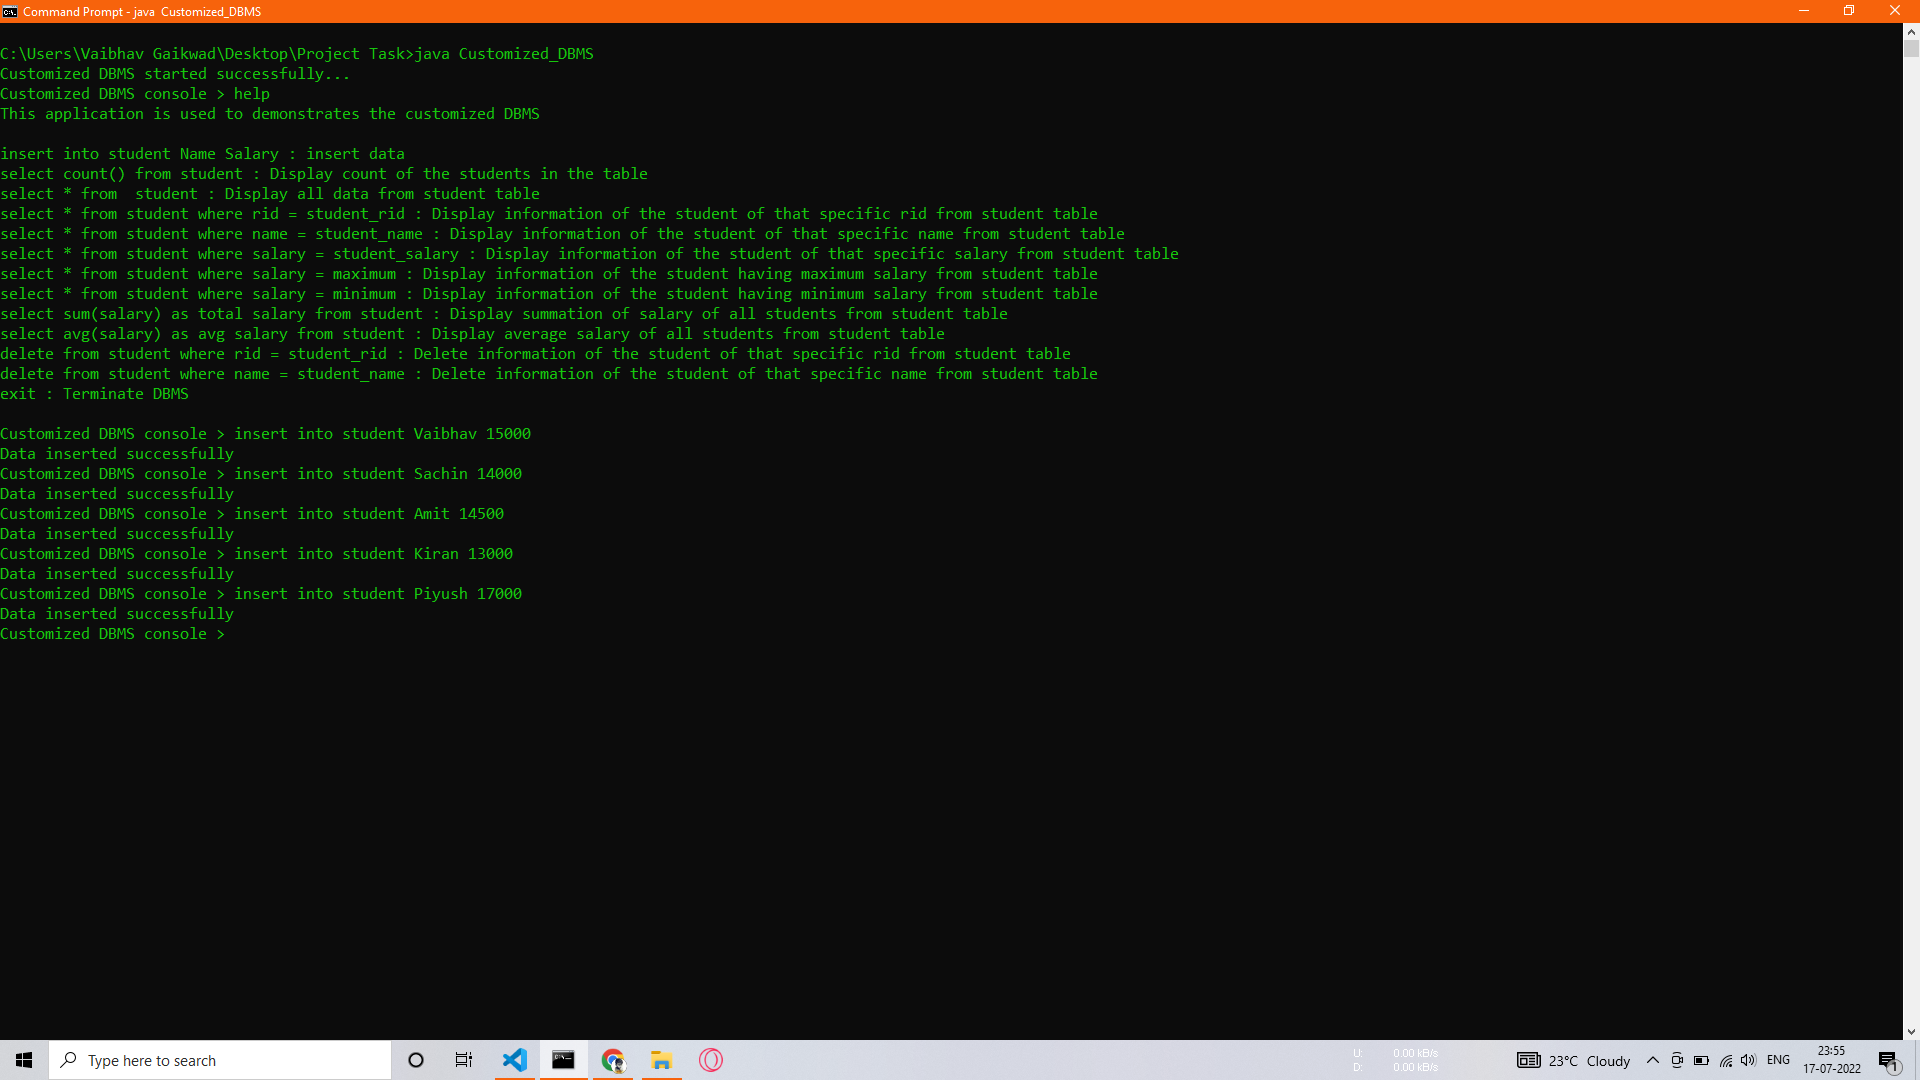 Command Prompt - java  Customized_DBMS
C:\Users\Vaibhav Gaikwad\Desktop\Project Task>java Customized_DBMS
Customized DBMS started successfully...
Customized DBMS console > help
This application is used to demonstrates the customized DBMS
insert into student Name Salary : insert data
select count() from student : Display count of the students in the table
select * from  student : Display all data from student table
select * from student where rid = student_rid : Display information of the student of that specific rid from student table
select * from student where name = student_name : Display information of the student of that specific name from student table
select * from student where salary = student_salary : Display information of the student of that specific salary from student table
select * from student where salary = maximum : Display information of the student having maximum salary from student table
select * from student where salary = minimum : Display information of the student having minimum salary from student table
select sum(salary) as total salary from student : Display summation of salary of all students from student table
select avg(salary) as avg salary from student : Display average salary of all students from student table
delete from student where rid = student_rid : Delete information of the student of that specific rid from student table
delete from student where name = student_name : Delete information of the student of that specific name from student table
exit : Terminate DBMS
Customized DBMS console > insert into student Vaibhav 15000
Data inserted successfully
Customized DBMS console > insert into student Sachin 14000
Data inserted successfully
Customized DBMS console > insert into student Amit 14500
Data inserted successfully
Customized DBMS console > insert into student Kiran 13000
Data inserted successfully
Customized DBMS console > insert into student Piyush 17000
Data inserted successfully
Customized DBMS console >
Type here to search
U: 0.00 kB/s
D: 0.00 kB/s
23°C Cloudy
ENG
23:55
17-07-2022
1